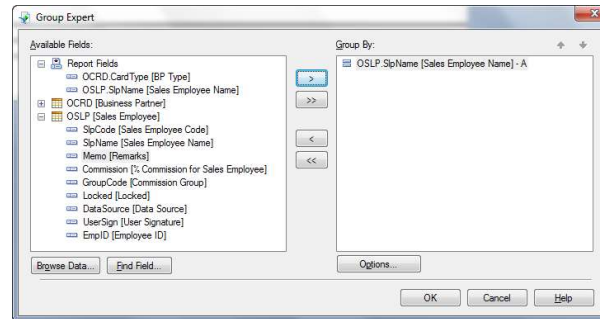 Group Expert
Available Fields:
Report Fields
OCRD.CardType [BP Type]
OSLP.SlpName [Sales Employee Name]
OCRD [Business Partner]
OSLP [Sales Employee]
SlpCode [Sales Employee Code]
SlpName [Sales Employee Name]
Memo [Remarks]
Commission [% Commission for Sales Employee]
GroupCode [Commission Group]
Locked [Locked]
DataSource [Data Source]
UserSign [User Signature]
EmpID [Employee ID]
Browse Data...
Find Field...
>
>>
<
<<
Group By:
OSLP.SlpName [Sales Employee Name] - A
Options...
OK
Cancel
Help